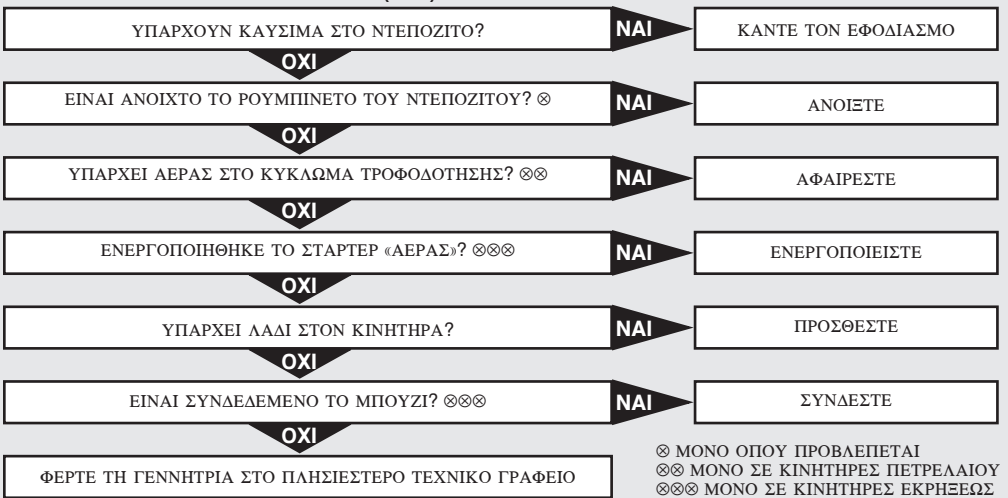 ΥΠΑΡΧΟΥΝ ΚΑΥΣΙΜΑ ΣΤΟ ΝΤΕΠΟΖΙΤΟ?
ΝΑΙ
ΚΑΝΤΕ ΤΟΝ ΕΦΟΔΙΑΣΜΟ
ΟΧΙ
ΕΙΝΑΙ ΑΝΟΙΧΤΟ ΤΟ ΡΟΥΜΠΙΝΕΤΟ ΤΟΥ ΝΤΕΠΟΖΙΤΟΥ? ⊗
ΝΑΙ
ΑΝΟΙΞΤΕ
ΟΧΙ
ΥΠΑΡΧΕΙ ΑΕΡΑΣ ΣΤΟ ΚΥΚΛΩΜΑ ΤΡΟΦΟΔΟΤΗΣΗΣ? ⊗⊗
ΝΑΙ
ΑΦΑΙΡΕΣΤΕ
ΟΧΙ
ΕΝΕΡΓΟΠΟΙΗΘΗΚΕ ΤΟ ΣΤΑΡΤΕΡ «ΑΕΡΑΣ»? ⊗⊗⊗
ΝΑΙ
ΕΝΕΡΓΟΠΟΙΕΙΣΤΕ
ΟΧΙ
ΥΠΑΡΧΕΙ ΛΑΔΙ ΣΤΟΝ ΚΙΝΗΤΗΡΑ?
ΝΑΙ
ΠΡΟΣΘΕΣΤΕ
ΟΧΙ
ΕΙΝΑΙ ΣΥΝΔΕΔΕΜΕΝΟ ΤΟ ΜΠΟΥΖΙ? ⊗⊗⊗
ΝΑΙ
ΣΥΝΔΕΣΤΕ
ΟΧΙ
ΦΕΡΤΕ ΤΗ ΓΕΝΝΗΤΡΙΑ ΣΤΟ ΠΛΗΣΙΕΣΤΕΡΟ ΤΕΧΝΙΚΟ ΓΡΑΦΕΙΟ
⊗ ΜΟΝΟ ΟΠΟΥ ΠΡΟΒΛΕΠΕΤΑΙ
⊗⊗ ΜΟΝΟ ΣΕ ΚΙΝΗΤΗΡΕΣ ΠΕΤΡΕΛΑΙΟΥ
⊗⊗⊗ ΜΟΝΟ ΣΕ ΚΙΝΗΤΗΡΕΣ ΕΚΡΗΞΕΩΣ